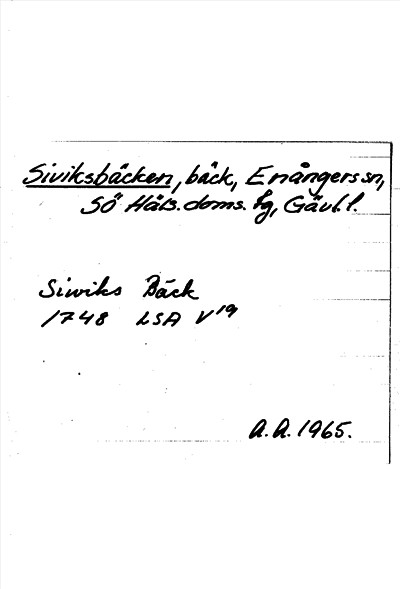 Siviksbäcken, bäck, Enångers sn,
Sö Häls. doms. hg, Gävl. l.
Siwiks Bäck
1748 LSA V19
A.A. 1965.